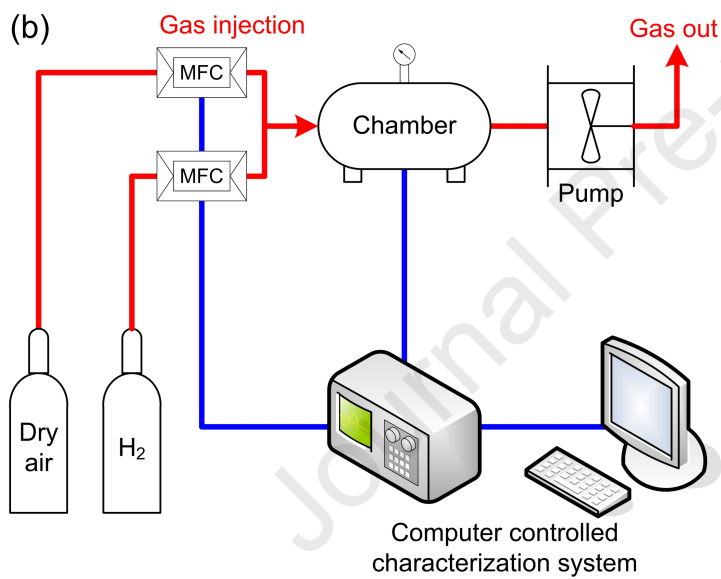 (b)
Gas injection
Gas out
MFC
MFC
Chamber
Pump
Dry
air
H₂
Computer controlled
characterization system
Journal Pre-